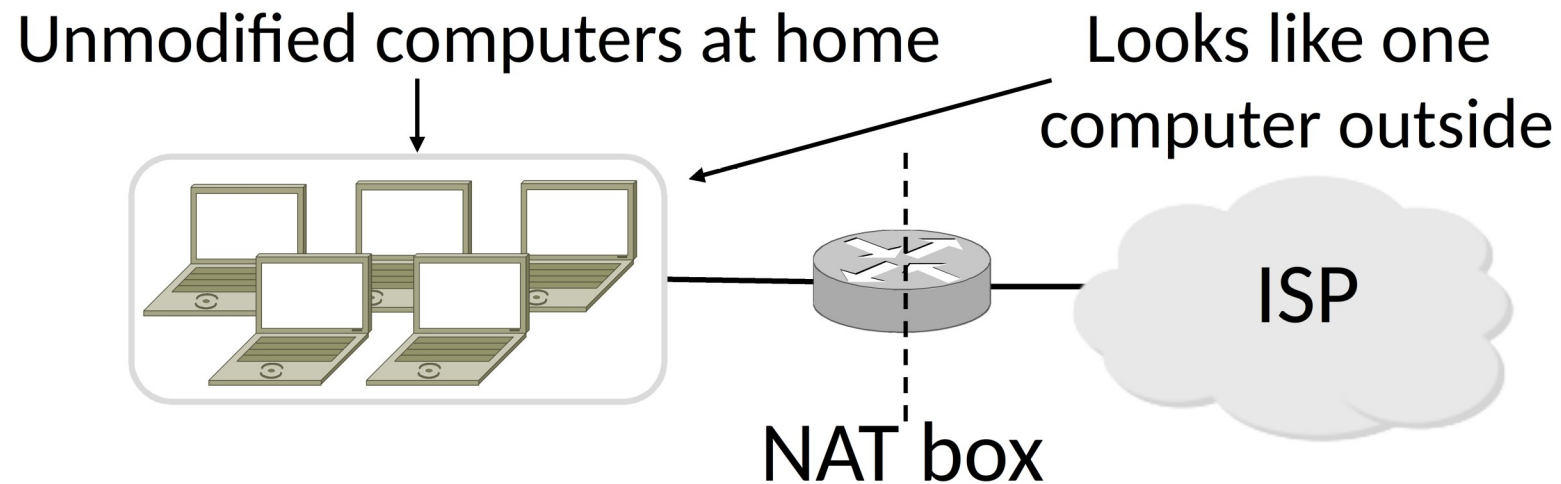 Unmodified computers at home
Looks like one
computer outside
ISP
NAT box